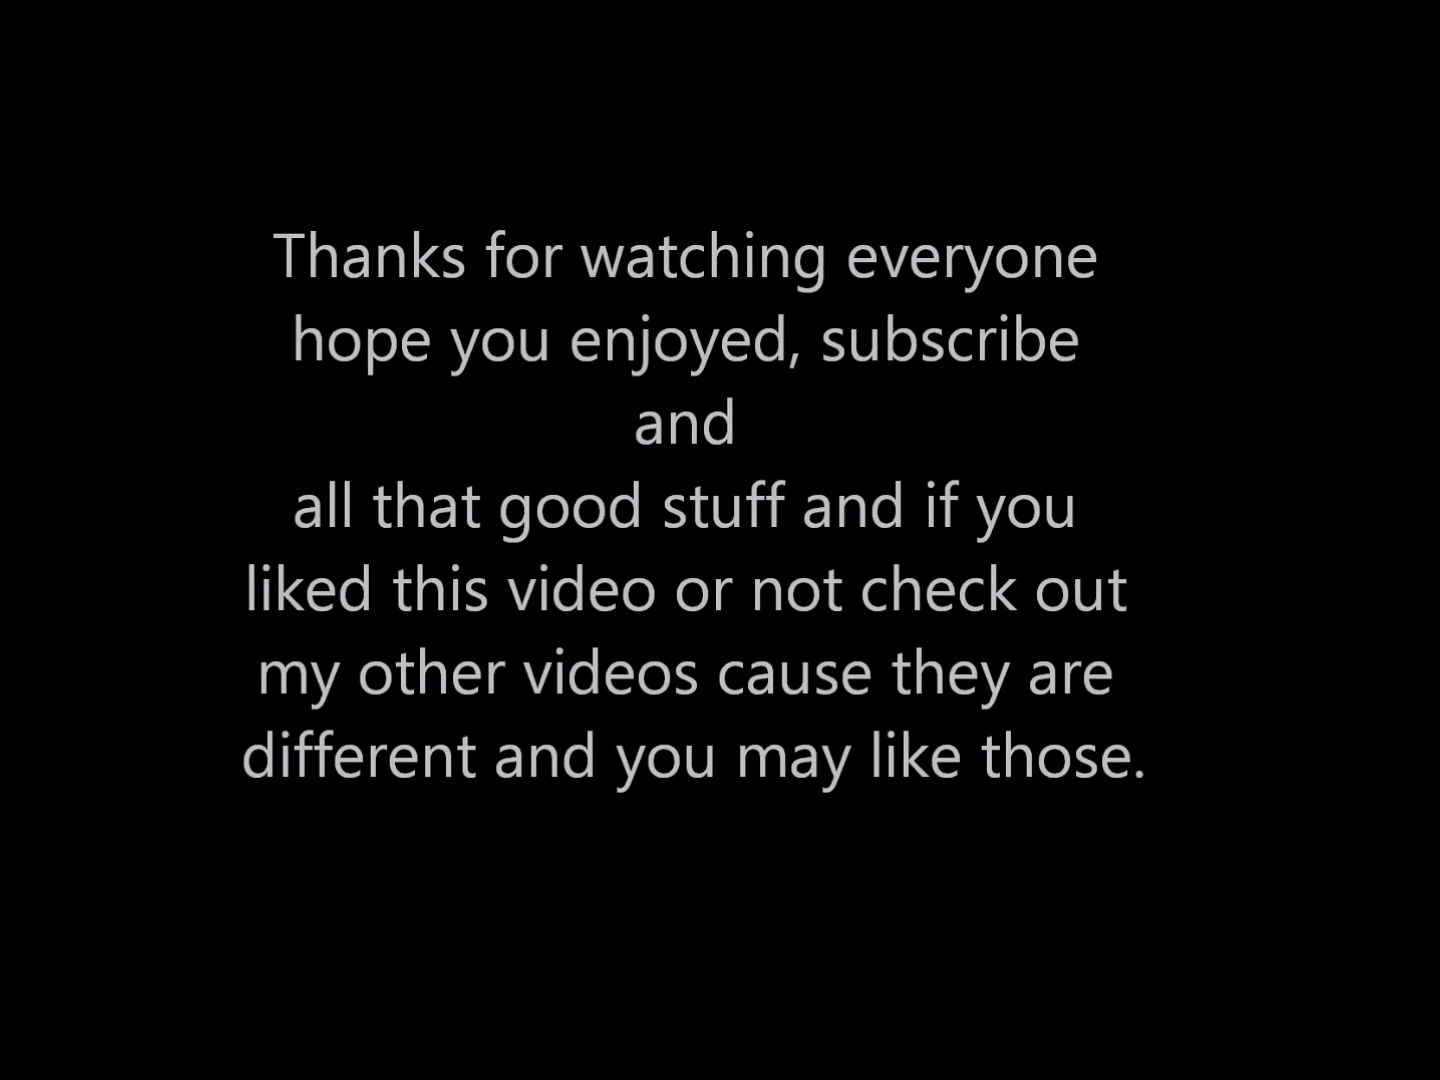 Thanks for watching everyone
hope you enjoyed, subscribe
and
all that good stuff and if you
liked this video or not check out
my other videos cause they are
different and you may like those.